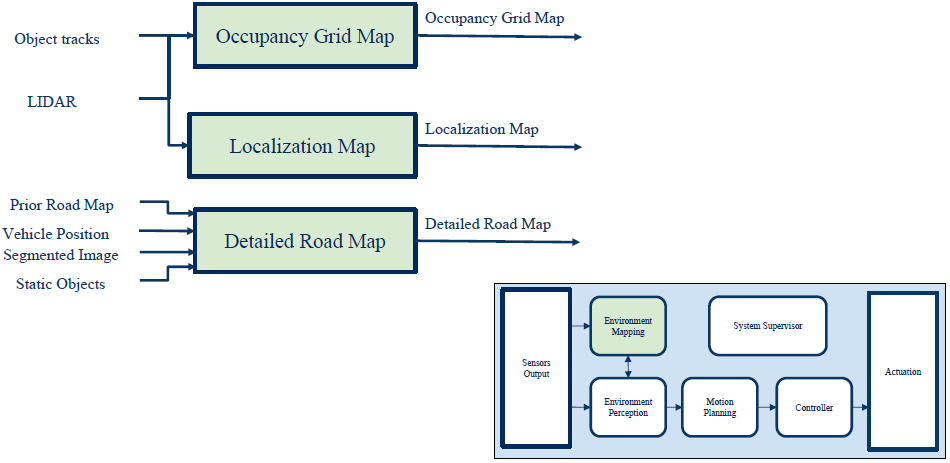 Occupancy Grid Map
Object tracks
Occupancy Grid Map
LIDAR
Localization Map
Localization Map
Prior Road Map
Vehicle Position
Segmented Image
Static Objects
Detailed Road Map
Detailed Road Map
Sensors
Output
Environment
Mapping
System Supervisor
Environment
Perception
Motion
Planning
Controller
Actuation